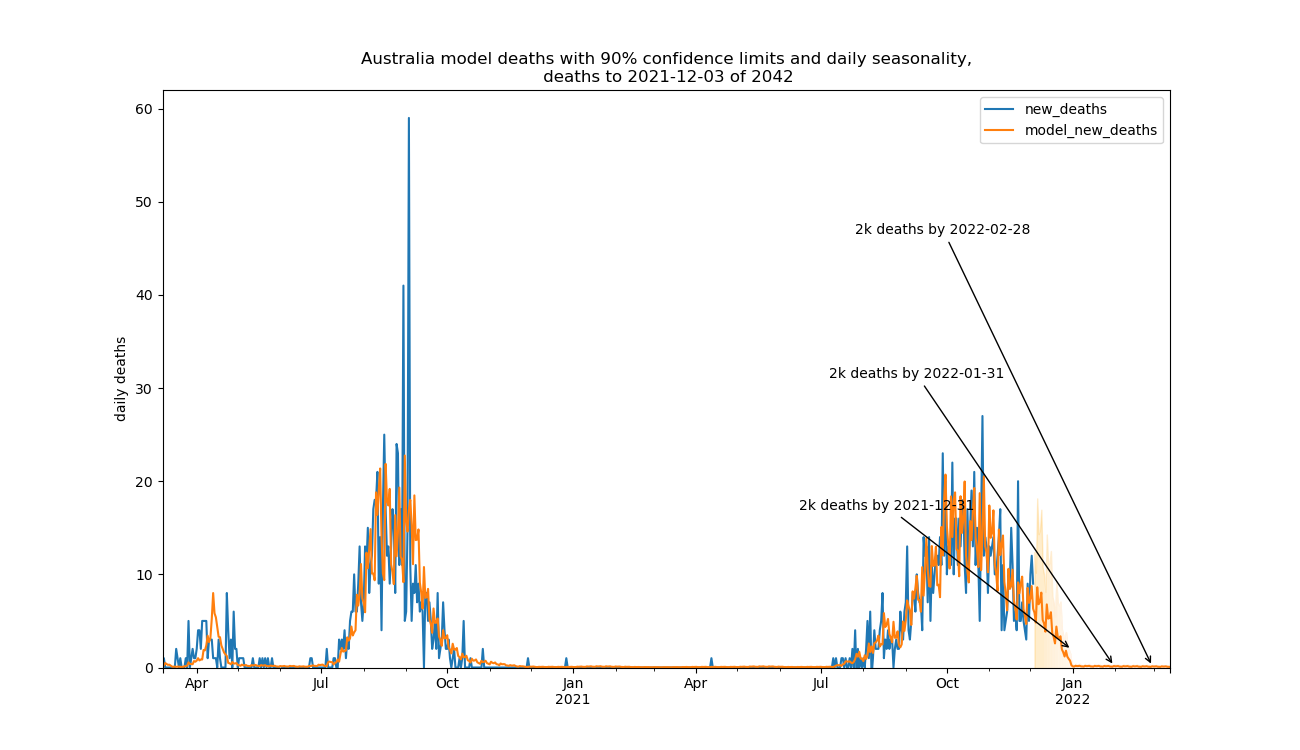 Australia model deaths with 90% confidence limits and daily seasonality,
deaths to 2021-12-03 of 2042
new_deaths
model_new_deaths
60
50
40
30
20
10
0
daily deaths
2k deaths by 2022-02-28
2k deaths by 2022-01-31
2k deaths by 2021-12-31
Apr
Jul
Oct
Jan
2021
Apr
Jul
Oct
Jan
2022